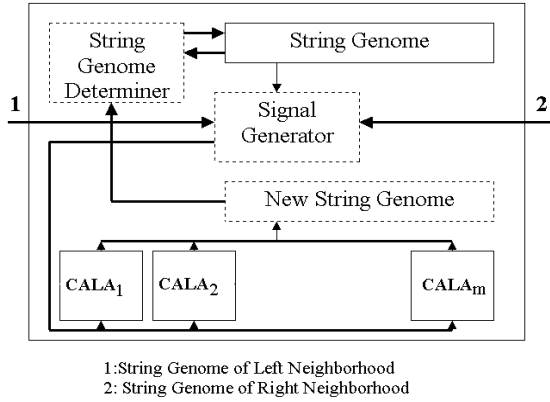 String
Genome
Determiner
String Genome
1
Signal
Generator
2
New String Genome
CALA1
CALA2
CALAm
1:String Genome of Left Neighborhood
2: String Genome of Right Neighborhood